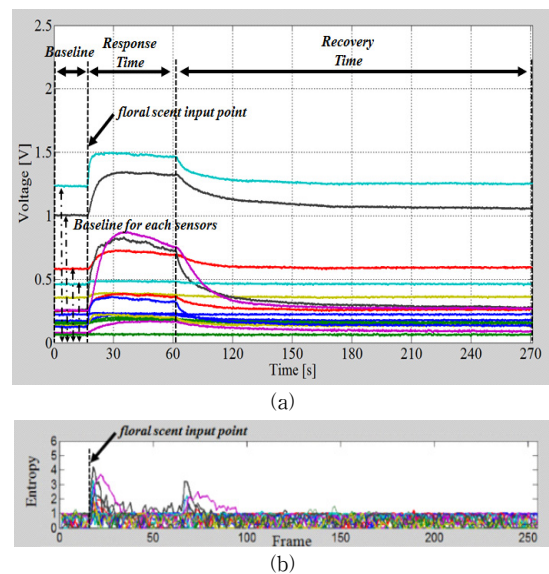 2.5
2
1.5
1
0.5
0
Voltage [V]
Baseline
Response
Time
Recovery
Time
floral scent input point
Baseline for each sensors
0 30 60 90 120 150 180 210 240 270
Time [s]
(a)
6
5
4
3
2
1
0
Entropy
floral scent input point
0 50 100 150 200 250
Frame
(b)